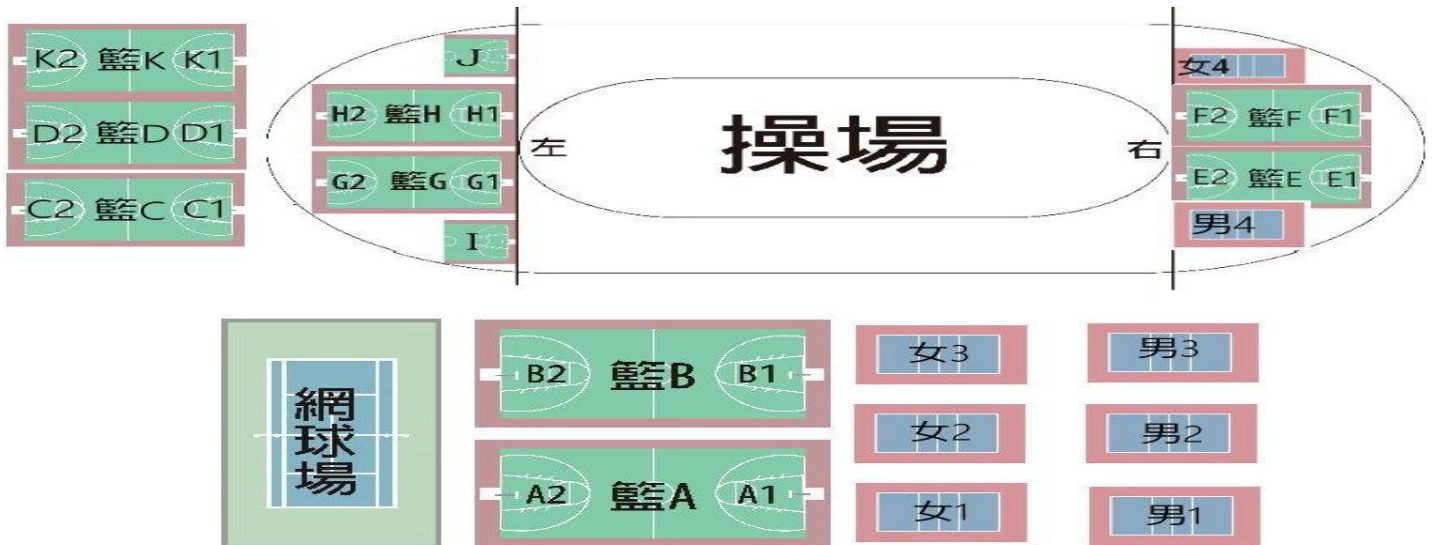 K2 籃K K1
D2 籃D D1
C2 籃C C1
J
H2 籃H H1
G2 籃G G1
I
左
操場
右
女4
F2 籃F F1
E2 籃E E1
男4
網球場
B2 籃B B1
A2 籃A A1
女3
男3
女2
男2
女1
男1